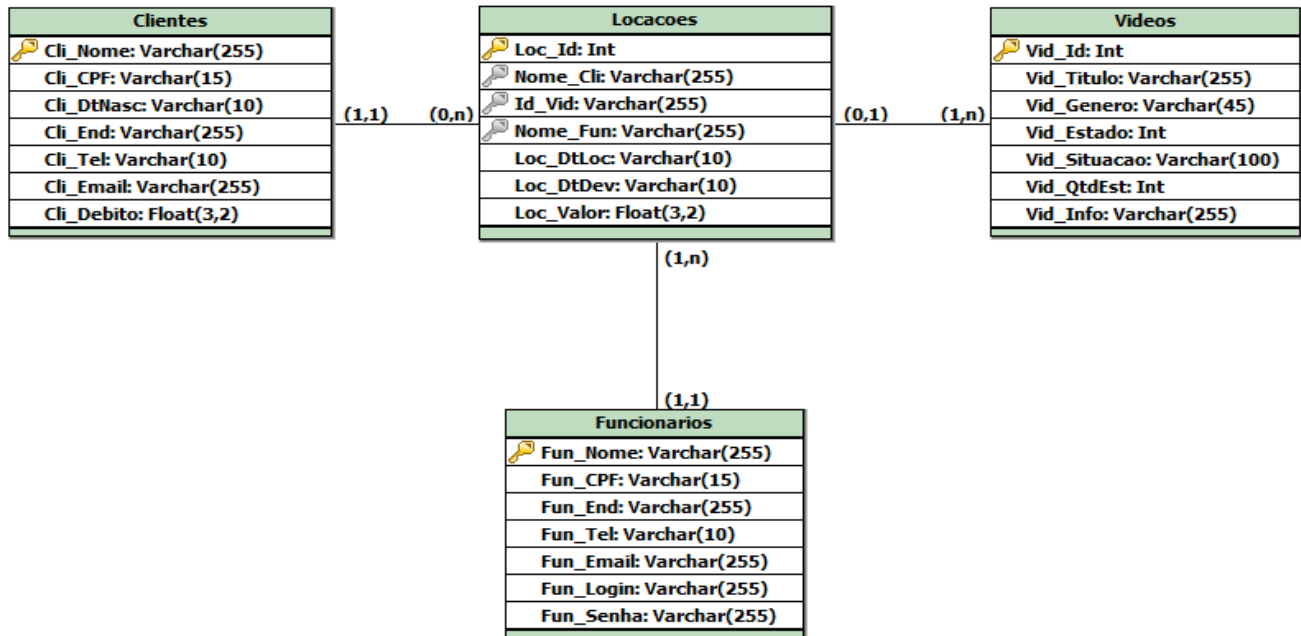 Clientes
Cli_Nome: Varchar(255)
Cli_CPF: Varchar(15)
Cli_DtNasc: Varchar(10)
Cli_End: Varchar(255)
Cli_Tel: Varchar(10)
Cli_Email: Varchar(255)
Cli_Debito: Float(3,2)
(1,1)
(0,n)
Locacoes
Loc_Id: Int
Nome_Cli: Varchar(255)
Id_Vid: Varchar(255)
Nome_Fun: Varchar(255)
Loc_DtLoc: Varchar(10)
Loc_DtDev: Varchar(10)
Loc_Valor: Float(3,2)
(0,1)
(1,n)
Videos
Vid_Id: Int
Vid_Titulo: Varchar(255)
Vid_Genero: Varchar(45)
Vid_Estado: Int
Vid_Situacao: Varchar(100)
Vid_QtdEst: Int
Vid_Info: Varchar(255)
(1,n)
(1,1)
Funcionarios
Fun_Nome: Varchar(255)
Fun_CPF: Varchar(15)
Fun_End: Varchar(255)
Fun_Tel: Varchar(10)
Fun_Email: Varchar(255)
Fun_Login: Varchar(255)
Fun_Senha: Varchar(255)